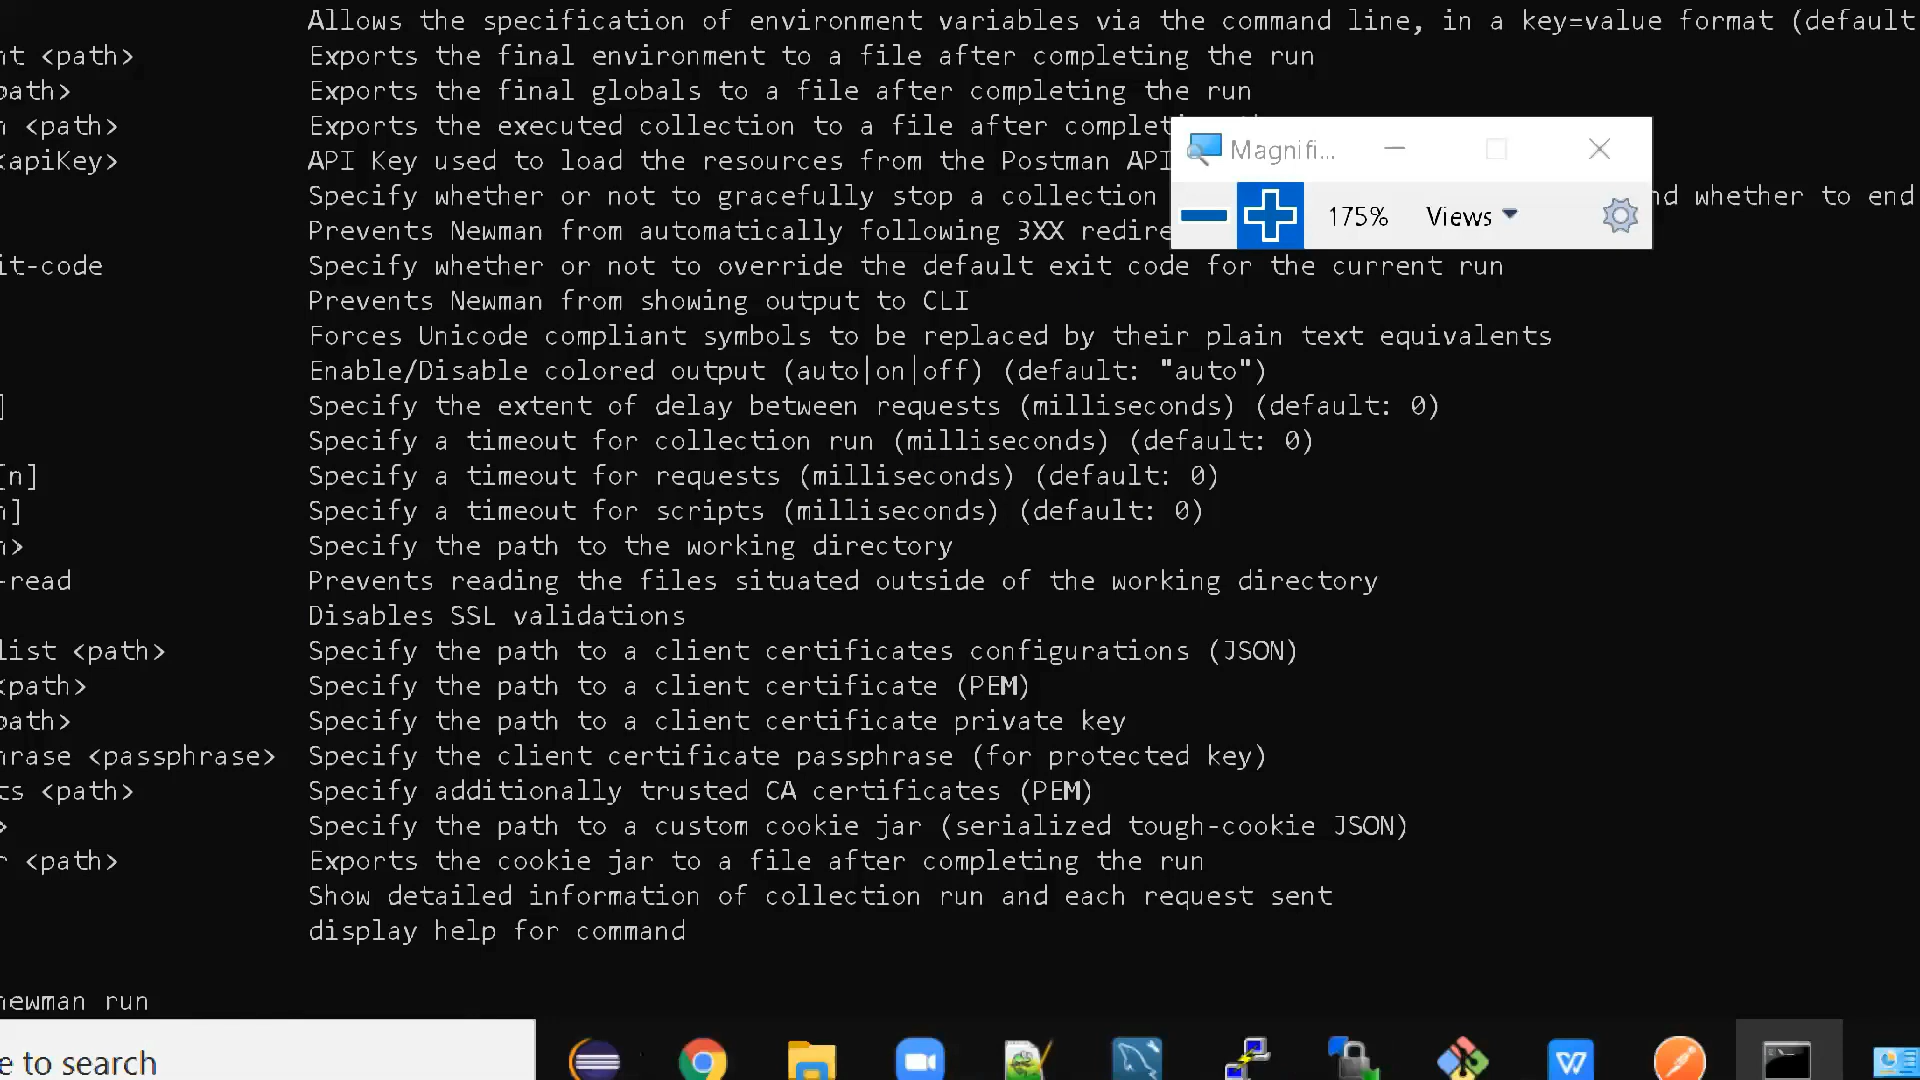 Allows the specification of environment variables via the command line, in a key=value format (default
nt <path> Exports the final environment to a file after completing the run
path> Exports the final globals to a file after completing the run
n <path> Exports the executed collection to a file after completi
<apiKey> API Key used to load the resources from the Postman API
Specify whether or not to gracefully stop a collection nd whether to end
Prevents Newman from automatically following 3XX redire
it-code Specify whether or not to override the default exit code for the current run
Prevents Newman from showing output to CLI
Forces Unicode compliant symbols to be replaced by their plain text equivalents
Enable/Disable colored output (auto|on|off) (default: "auto")
] Specify the extent of delay between requests (milliseconds) (default: 0)
Specify a timeout for collection run (milliseconds) (default: 0)
[n] Specify a timeout for requests (milliseconds) (default: 0)
n] Specify a timeout for scripts (milliseconds) (default: 0)
h> Specify the path to the working directory
-read Prevents reading the files situated outside of the working directory
Disables SSL validations
list <path> Specify the path to a client certificates configurations (JSON)
<path> Specify the path to a client certificate (PEM)
path> Specify the path to a client certificate private key
hrase <passphrase> Specify the client certificate passphrase (for protected key)
ts <path> Specify additionally trusted CA certificates (PEM)
> Specify the path to a custom cookie jar (serialized tough-cookie JSON)
r <path> Exports the cookie jar to a file after completing the run
Show detailed information of collection run and each request sent
display help for command
newman run
Magnifi...
175% Views
e to search